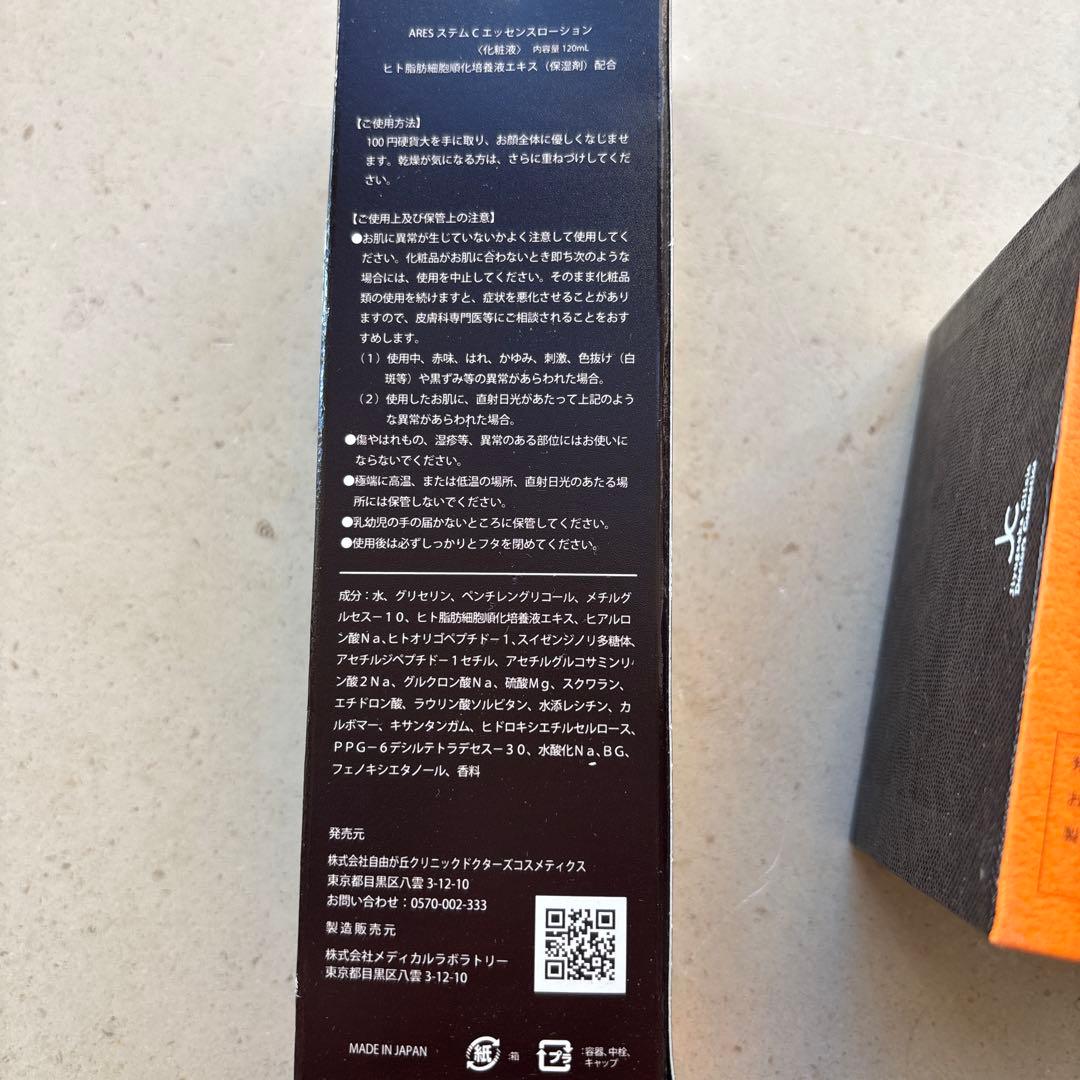 ARES ステム C エッセンスローション
〈化粧液〉 内容量 120mL
ヒト脂肪細胞順化培養液エキス（保湿剤）配合
【ご使用方法】
100 円硬貨大を手に取り、お顔全体に優しくなじませ
ます。乾燥が気になる方は、さらに重ねづけしてくだ
さい。
【ご使用上及び保管上の注意】
●お肌に異常が生じていないかよく注意して使用してく
ださい。化粧品がお肌に合わないとき即ち次のような
場合には、使用を中止してください。そのまま化粧品
類の使用を続けますと、症状を悪化させることがあり
ますので、皮膚科専門医等にご相談されることをおす
すめします。
（1）使用中、赤味、はれ、かゆみ、刺激、色抜け（白
斑等）や黒ずみ等の異常があらわれた場合。
（2）使用したお肌に、直射日光があたって上記のよう
な異常があらわれた場合。
●傷やはれもの、湿疹等、異常のある部位にはお使いに
ならないでください。
●極端に高温、または低温の場所、直射日光のあたる場
所には保管しないでください。
●乳幼児の手の届かないところに保管してください。
●使用後は必ずしっかりとフタを閉めてください。
成分：水、グリセリン、ペンチレングリコール、メチルグ
ルセス－１０、ヒト脂肪細胞順化培養液エキス、ヒアルロ
ン酸Ｎａ、ヒトオリゴペプチド－１、スイゼンジノリ多糖体、
アセチルジペプチド－１セチル、アセチルグルコサミンリ
ン酸２Ｎａ、グルクロン酸Ｎａ、硫酸Ｍｇ、スクワラン、
エチドロン酸、ラウリン酸ソルビタン、水添レシチン、カ
ルボマー、キサンタンガム、ヒドロキシエチルセルロース、
ＰＰＧ－６デシルテトラデセス－３０、水酸化Ｎａ、ＢＧ、
フェノキシエタノール、香料
発売元
株式会社自由が丘クリニックドクターズコスメティクス
東京都目黒区八雲 3-12-10
お問い合わせ：0570-002-333
製造販売元
株式会社メディカルラボラトリー
東京都目黒区八雲 3-12-10
MADE IN JAPAN
紙 :箱
プラ :容器、中栓、
キャップ